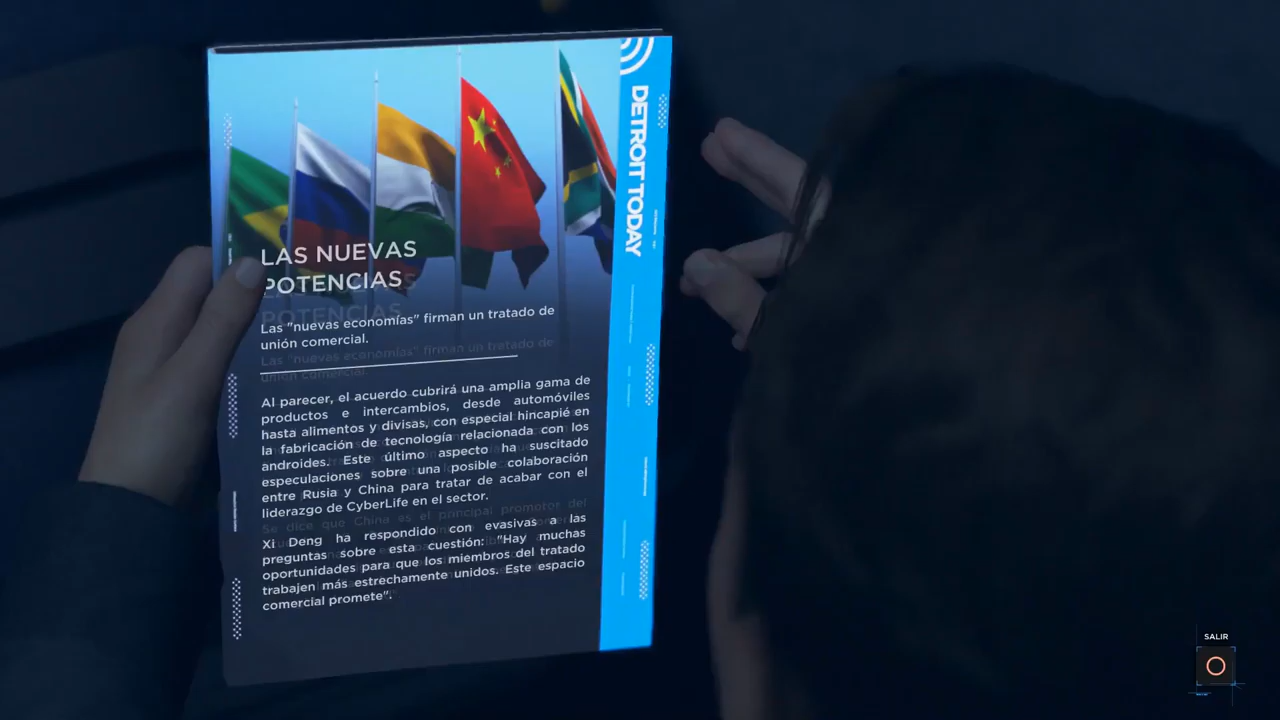 DETROIT TODAY
LAS NUEVAS
POTENCIAS
Las "nuevas economías" firman un tratado de
unión comercial.
Al parecer, el acuerdo cubrirá una amplia gama de
productos e intercambios, desde automóviles
hasta alimentos y divisas, con especial hincapié en
la fabricación de tecnología relacionada con los
androides. Este último aspecto ha suscitado
especulaciones sobre una posible colaboración
entre Rusia y China para tratar de acabar con el
liderazgo de CyberLife en el sector.
Xi Deng ha respondido con evasivas a las
preguntas sobre esta cuestión: "Hay muchas
oportunidades para que los miembros del tratado
trabajen más estrechamente unidos. Este espacio
comercial promete".
SALIR